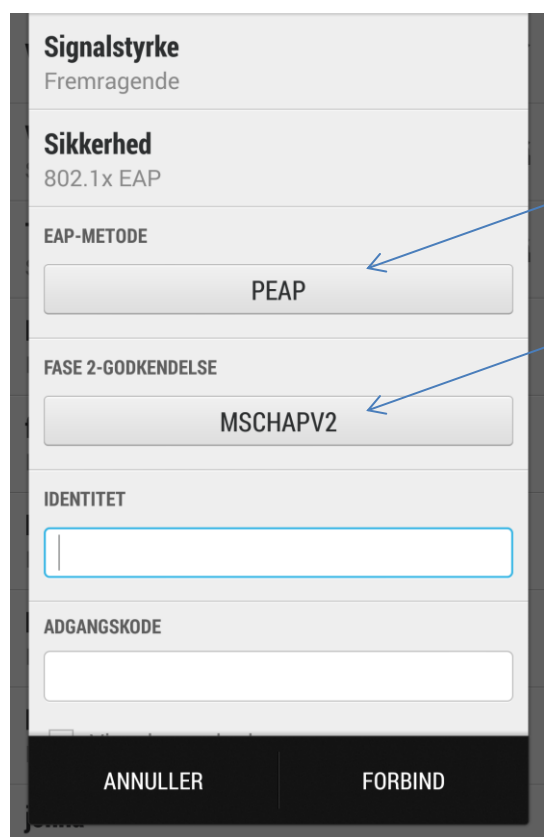 Signalstyrke
Fremragende
Sikkerhed
802.1x EAP
EAP-METODE
PEAP
FASE 2-GODKENDELSE
MSCHAPV2
IDENTITET
ADGANGSKODE
ANNULLER
FORBIND